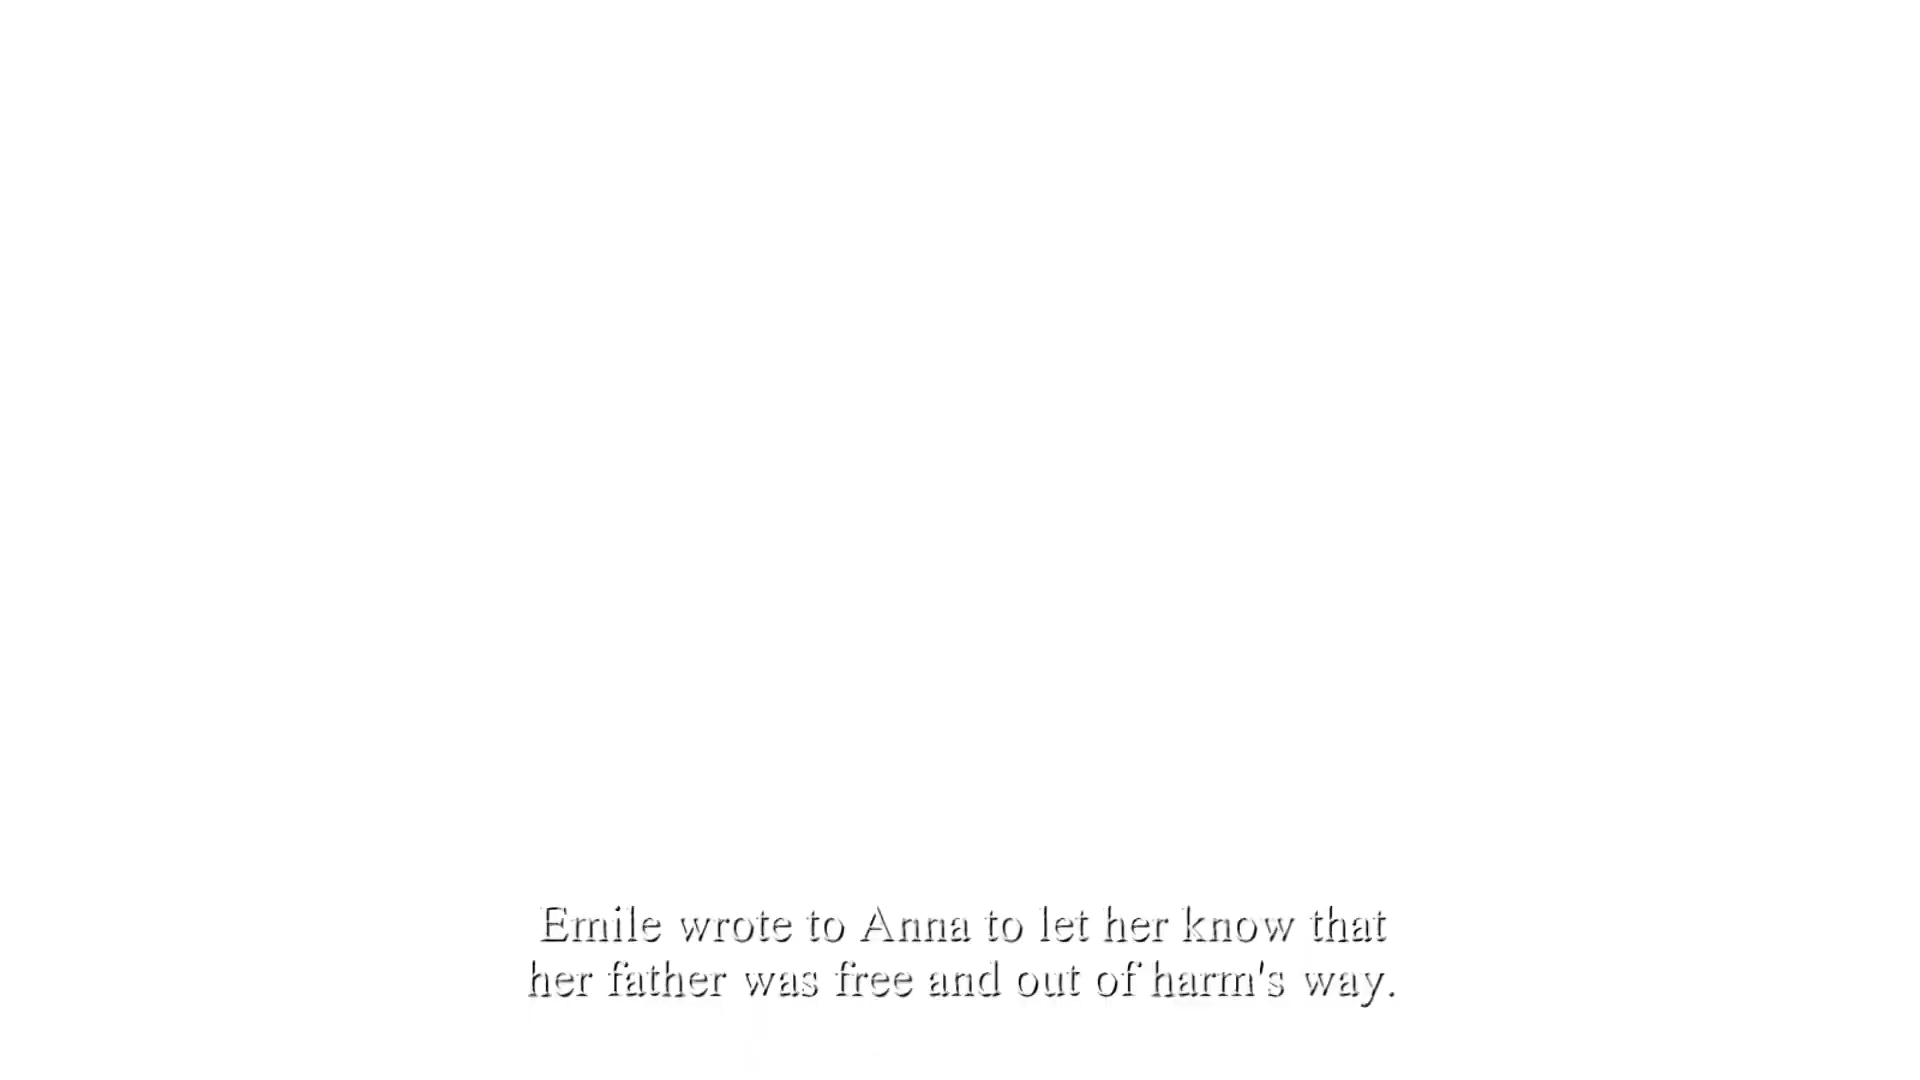 Emile wrote to Anna to let her know that
her father was free and out of harm's way.